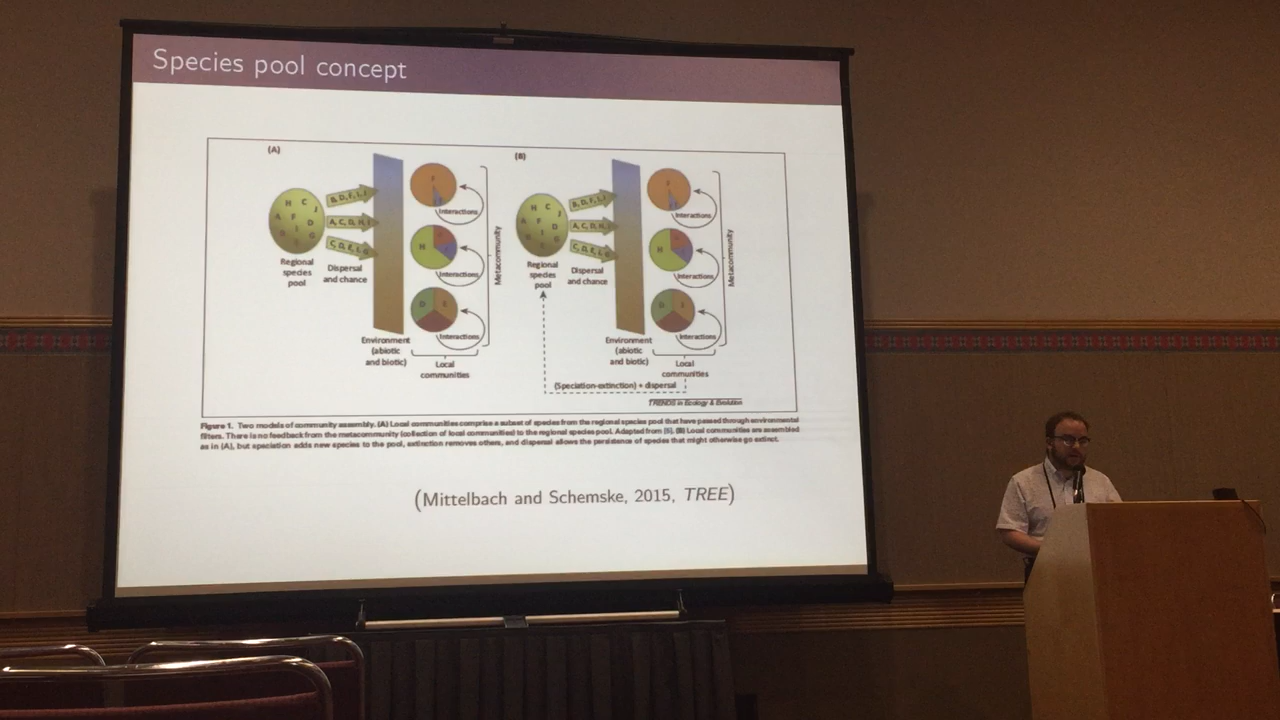 Species pool concept
(A)
H C J
A F D
I G
B, D, F, I, J
A, C, D, H, I
C, D, E, I, G
Regional
species
pool
Dispersal
and chance
Environment
(abiotic
and biotic)
F
Interactions
H
Interactions
D E
Interactions
Local
communities
Metacommunity
(B)
H C J
A F D
I G
B, D, F, I, J
A, C, D, H, I
C, D, E, I, G
Regional
species
pool
Dispersal
and chance
Environment
(abiotic
and biotic)
F
Interactions
H
Interactions
D E
Interactions
Local
communities
Metacommunity
(Speciation-extinction) + dispersal
TRENDS in Ecology & Evolution
Figure 1. Two models of community assembly. (A) Local communities comprise a subset of species from the regional species pool that have passed through environmental
filters. There is no feedback from the metacommunity (collection of local communities) to the regional species pool. Adapted from [5]. (B) Local communities are assembled
as in (A), but speciation adds new species to the pool, extinction removes others, and dispersal allows the persistence of species that might otherwise go extinct.
(Mittelbach and Schemske, 2015, TREE)